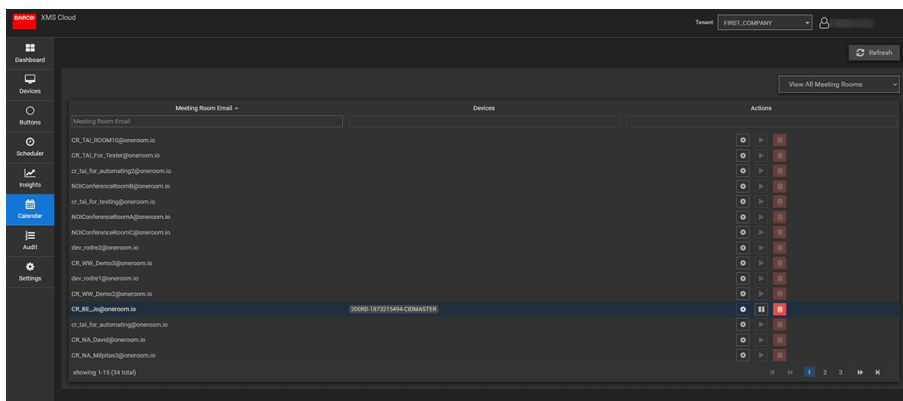 BARCO XMS Cloud
Tenant FIRST_COMPANY
Dashboard
Refresh
Devices
View All Meeting Rooms
Buttons
Meeting Room Email Devices Actions
Meeting Room Email
Scheduler
CR_TAI_ROOM10@oneroom.io
CR_TAI_For_Tester@oneroom.io
cr_tai_for_automating2@oneroom.io
Insights
NOIConferenceRoomB@oneroom.io
cr_tai_for_testing@oneroom.io
Calendar
NOIConferenceRoomA@oneroom.io
NOIConferenceRoomC@oneroom.io
Audit
dev_rodre2@oneroom.io
CR_WW_Demo3@oneroom.io
Settings
dev_rodre1@oneroom.io
CR_WW_Demo2@oneroom.io
CR_BE_Jo@oneroom.io 200RD-1873215494-CIDMASTER
cr_tai_for_automating@oneroom.io
CR_NA_David@oneroom.io
CR_NA_Milpitas3@oneroom.io
showing 1-15 (34 total) 1 2 3